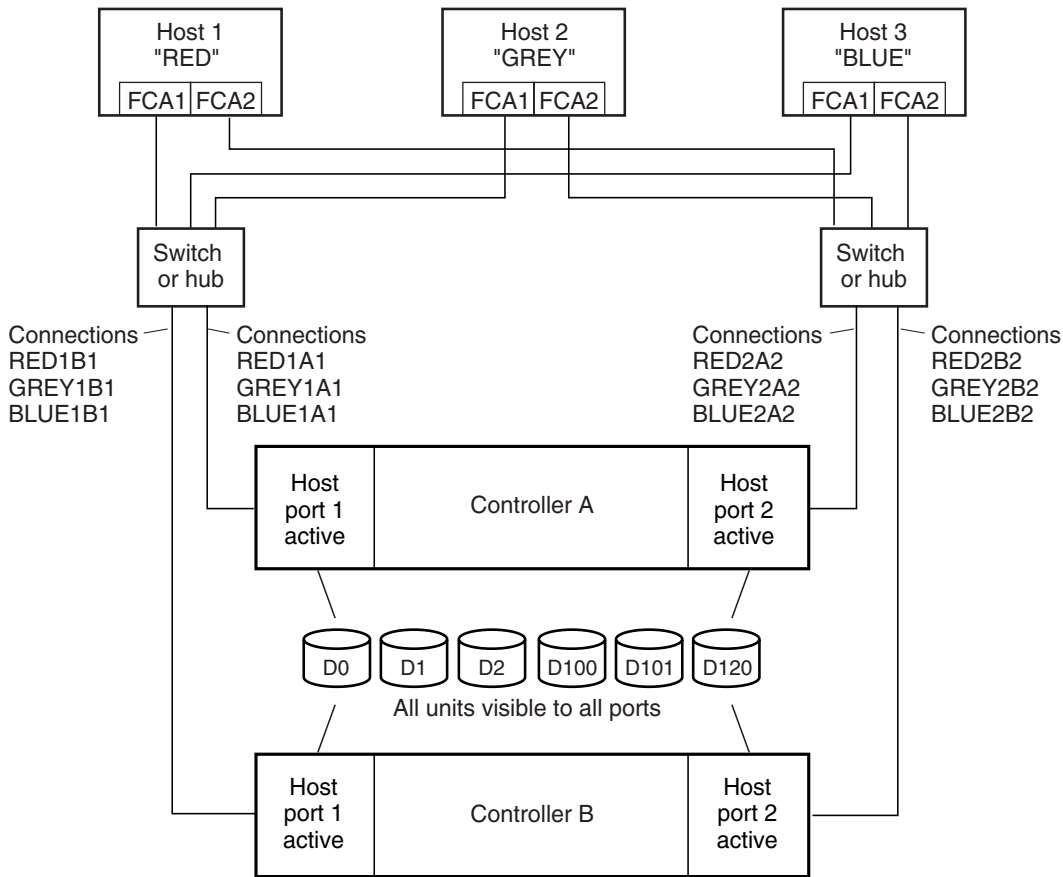 Host 1
"RED"
FCA1 FCA2
Host 2
"GREY"
FCA1 FCA2
Host 3
"BLUE"
FCA1 FCA2
Switch
or hub
Switch
or hub
Connections
RED1B1
GREY1B1
BLUE1B1
Connections
RED1A1
GREY1A1
BLUE1A1
Connections
RED2A2
GREY2A2
BLUE2A2
Connections
RED2B2
GREY2B2
BLUE2B2
Host
port 1
active
Controller A
Host
port 2
active
D0 D1 D2 D100 D101 D120
All units visible to all ports
Host
port 1
active
Controller B
Host
port 2
active